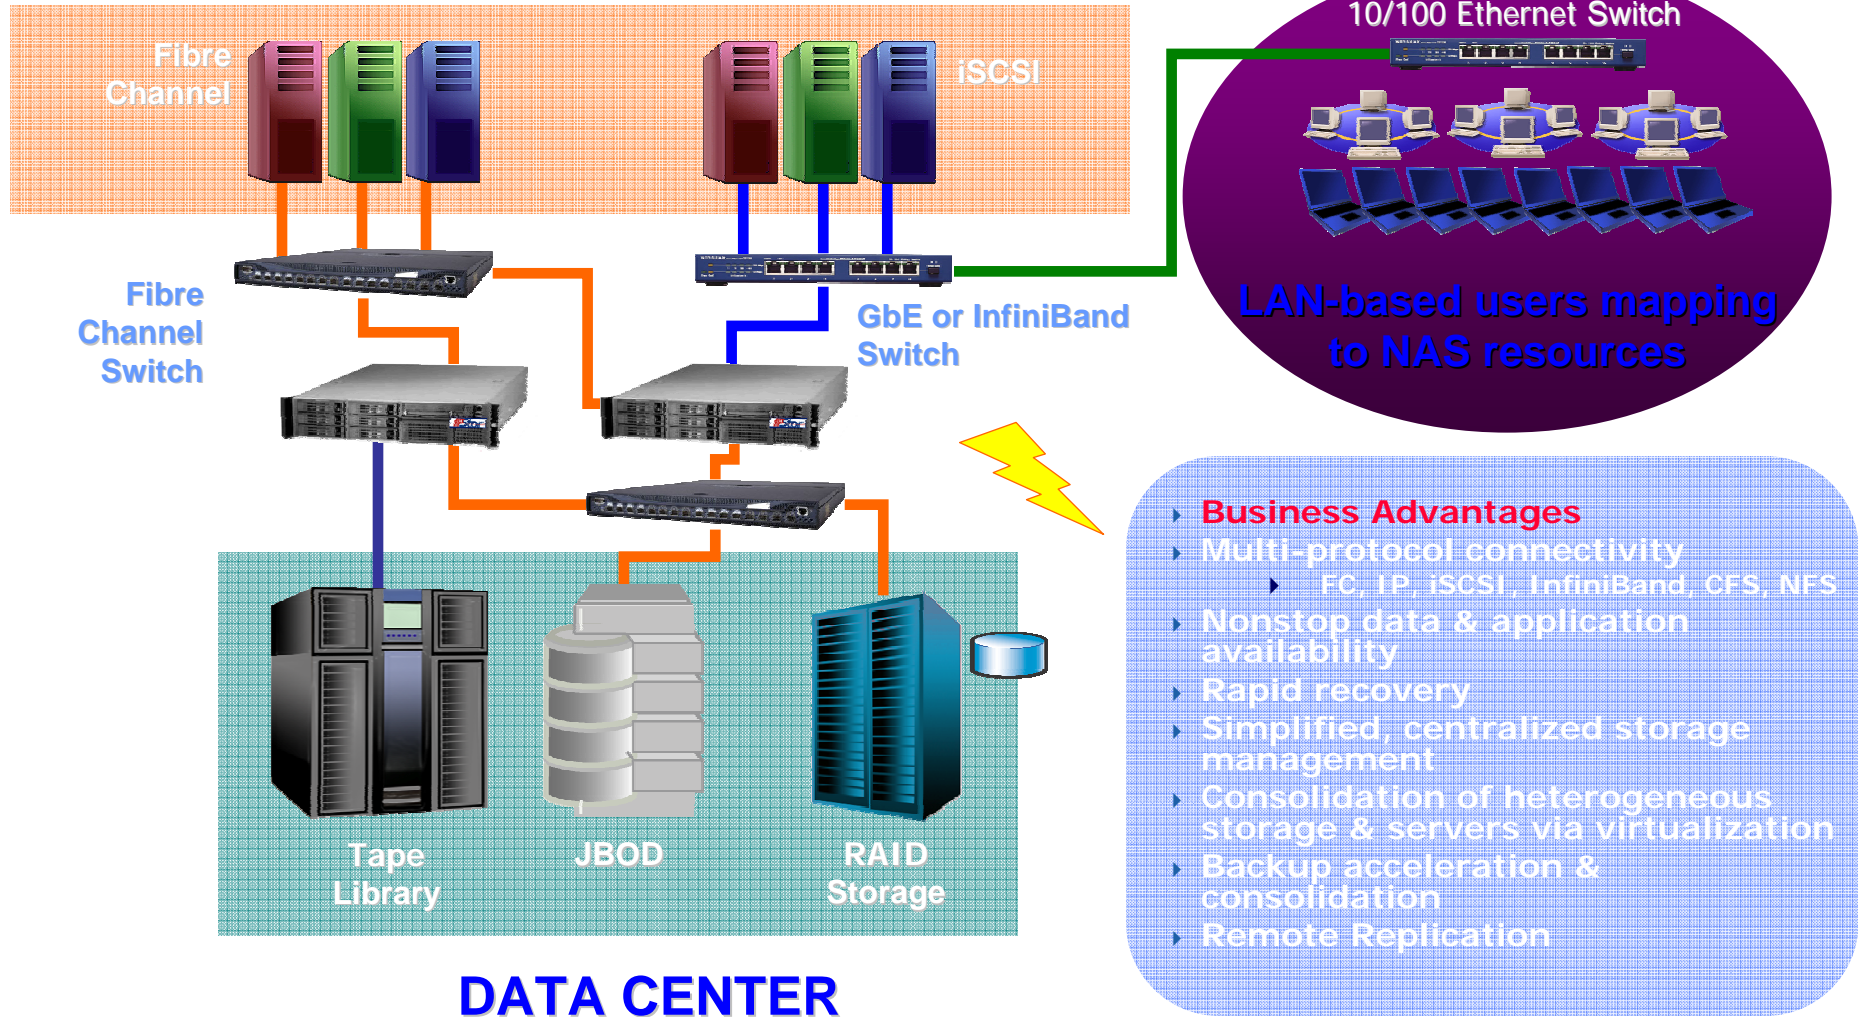 10/100 Ethernet Switch
Fibre
Channel
iSCSI
Fibre
Channel
Switch
GbE or InfiniBand
Switch
LAN-based users mapping
to NAS resources
Business Advantages
Multi-protocol connectivity
FC, IP, iSCSI, InfiniBand, CFS, NFS
Nonstop data & application
availability
Rapid recovery
Simplified, centralized storage
management
Consolidation of heterogeneous
storage & servers via virtualization
Backup acceleration &
consolidation
Remote Replication
Tape
Library
JBOD
RAID
Storage
DATA CENTER